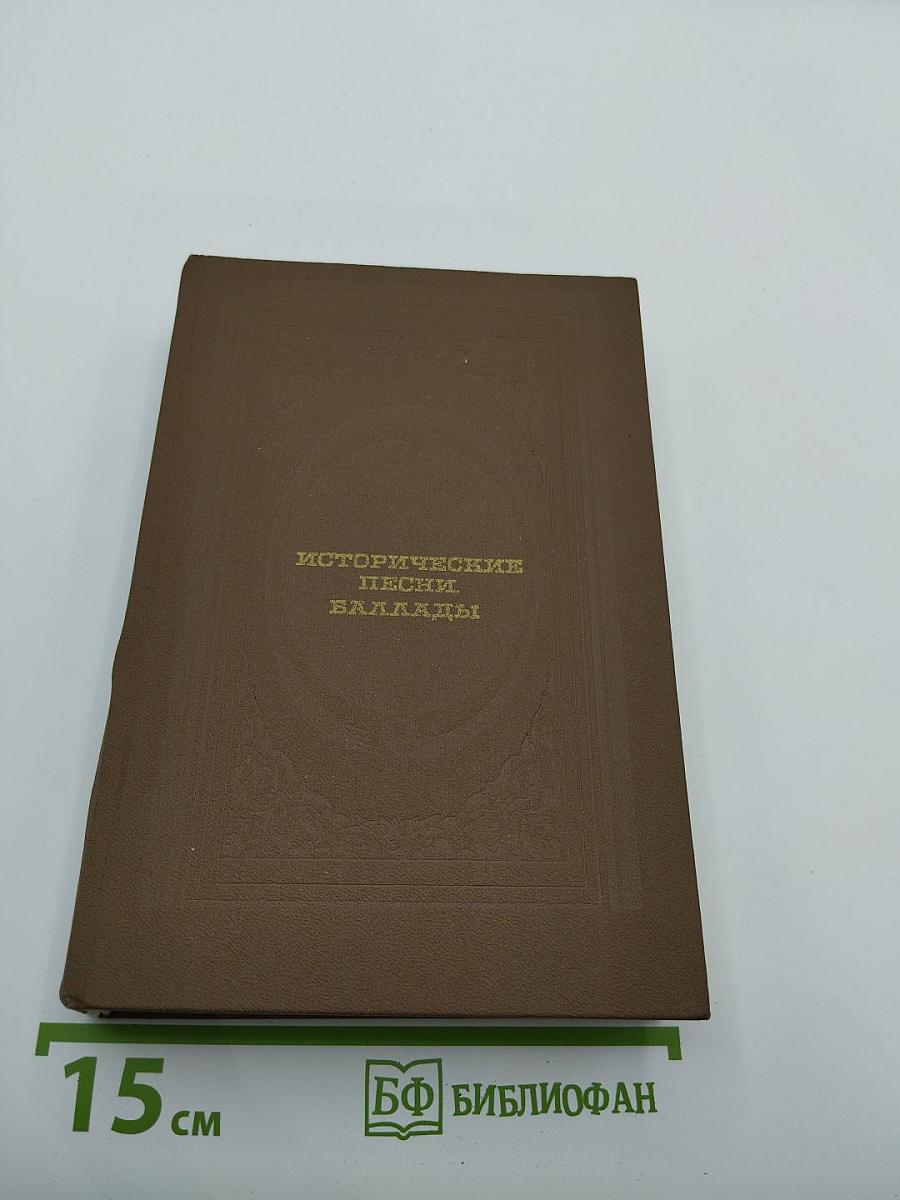 ИСТОРИЧЕСКИЕ
ПЕСНИ.
БАЛЛАДЫ
15 см
БФ БИБЛИОФАН